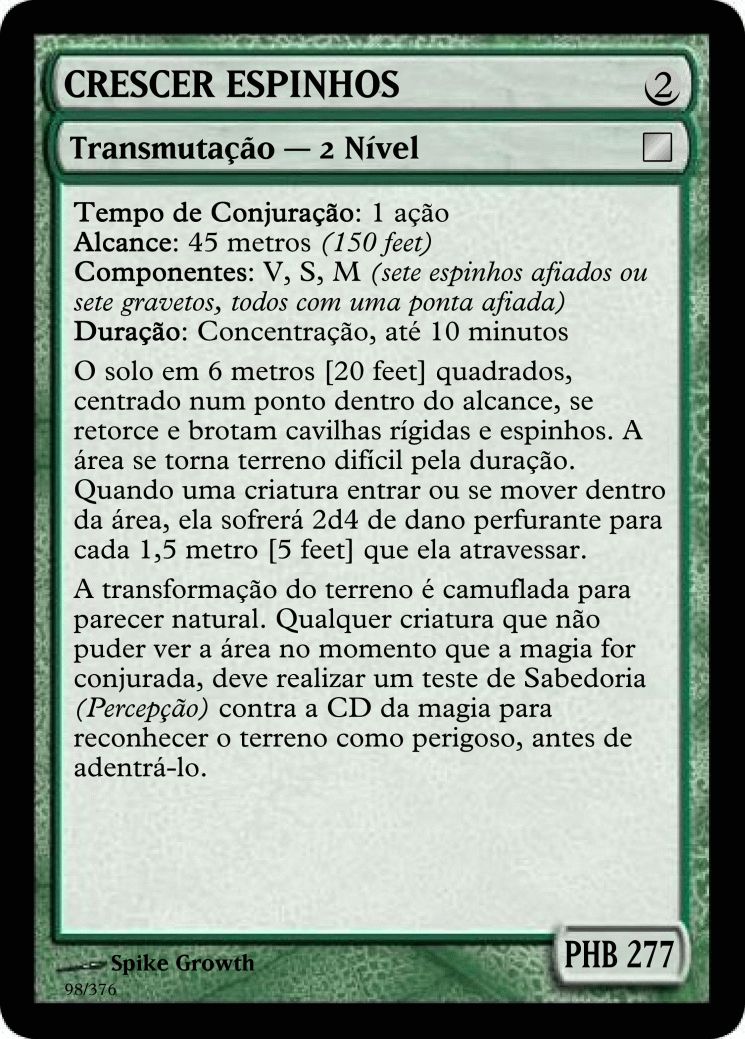 CRESCER ESPINHOS
2
Transmutação — 2 Nível
Tempo de Conjuração: 1 ação
Alcance: 45 metros (150 feet)
Componentes: V, S, M (sete espinhos afiados ou
sete gravetos, todos com uma ponta afiada)
Duração: Concentração, até 10 minutos
O solo em 6 metros [20 feet] quadrados,
centrado num ponto dentro do alcance, se
retorce e brotam cavilhas rígidas e espinhos. A
área se torna terreno difícil pela duração.
Quando uma criatura entrar ou se mover dentro
da área, ela sofrerá 2d4 de dano perfurante para
cada 1,5 metro [5 feet] que ela atravessar.
A transformação do terreno é camuflada para
parecer natural. Qualquer criatura que não
puder ver a área no momento que a magia for
conjurada, deve realizar um teste de Sabedoria
(Percepção) contra a CD da magia para
reconhecer o terreno como perigoso, antes de
adentrá-lo.
PHB 277
Spike Growth
98/376